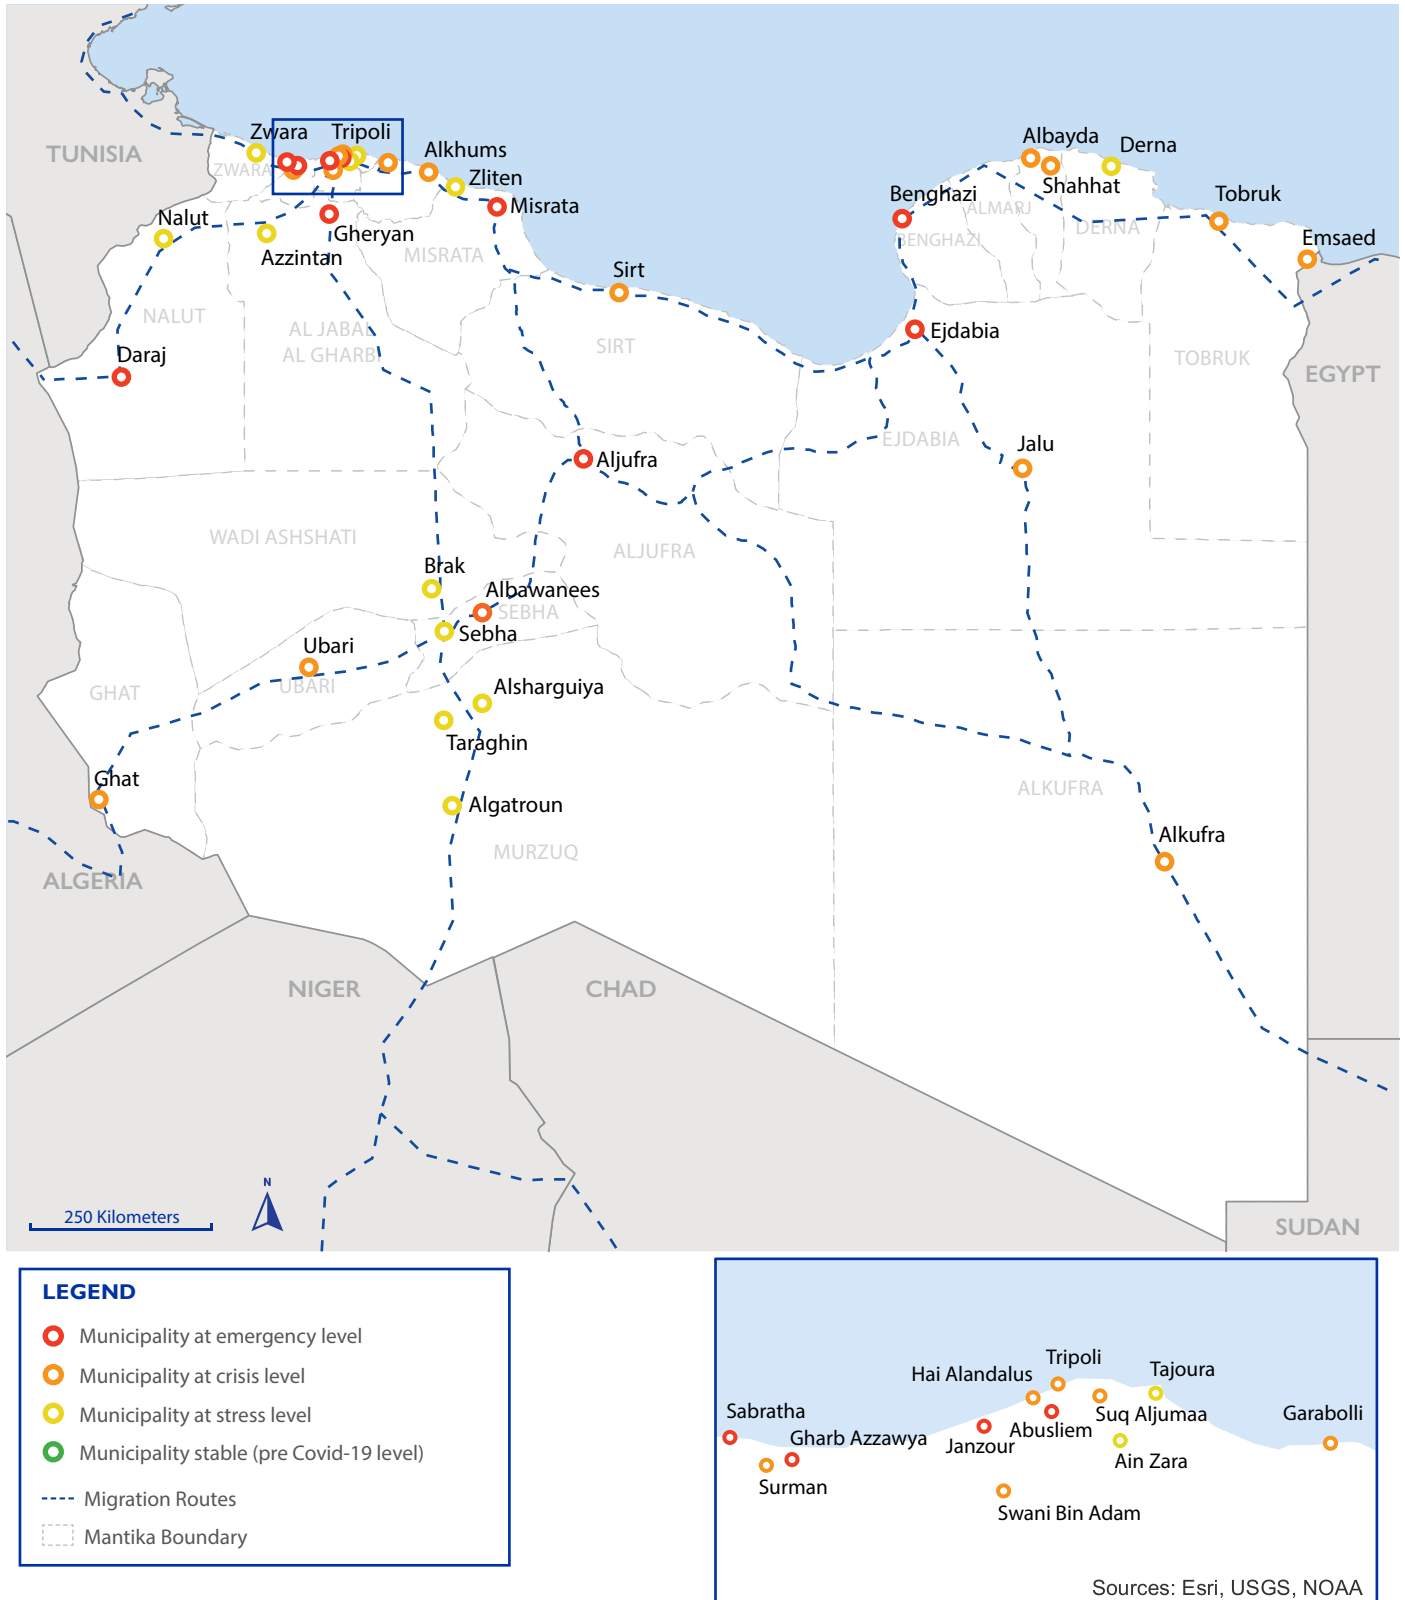 TUNISIA
Zwara
Tripoli
ZWARA
Alkhums
Zliten
Misrata
Nalut
Azzintan
Gheryan
MISRATA
Albayda
Derna
Shahhat
Benghazi
ALMARJ
BENGHAZI
DERNA
Tobruk
Emsaed
Sirt
NALUT
AL JABAL
AL GHARBI
SIRT
Ejdabia
TOBRUK
EGYPT
Daraj
EJDABIA
Jalu
Aljufra
WADI ASHSHATI
ALJUFRA
Brak
Albawanees
SEBHA
Sebha
Ubari
UBARI
GHAT
Alsharguiya
Taraghin
Ghat
Algatroun
ALKUFRA
MURZUQ
Alkufra
ALGERIA
NIGER
CHAD
N
250 Kilometers
SUDAN
LEGEND
Municipality at emergency level
Municipality at crisis level
Municipality at stress level
Municipality stable (pre Covid-19 level)
Migration Routes
Mantika Boundary
Tripoli
Hai Alandalus
Tajoura
Sabratha
Suq Aljumaa
Garabolli
Gharb Azzawya
Abusliem
Janzour
Ain Zara
Surman
Swani Bin Adam
Sources: Esri, USGS, NOAA